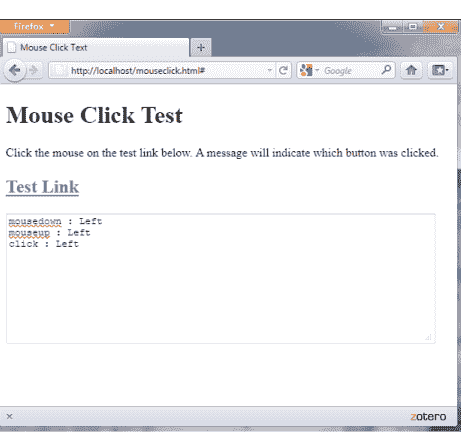 Firefox
Mouse Click Text
http://localhost/mouseclick.html#
Google
Mouse Click Test
Click the mouse on the test link below. A message will indicate which button was clicked.
Test Link
mousedown : Left
mouseup : Left
click : Left
zotero